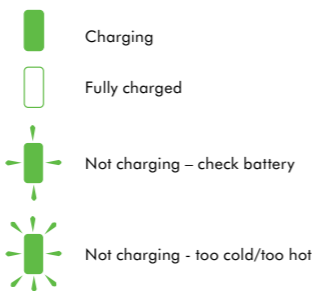 Charging
Fully charged
Not charging – check battery
Not charging - too cold/too hot